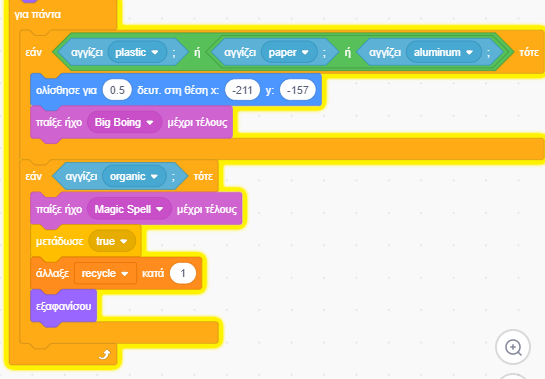 για πάντα
εάν αγγίζει plastic ; ή αγγίζει paper ; ή αγγίζει aluminum ; τότε
ολίσθησε για 0.5 δευτ. στη θέση x: -211 y: -157
παίξε ήχο Big Boing μέχρι τέλους
εάν αγγίζει organic ; τότε
παίξε ήχο Magic Spell μέχρι τέλους
μετάδωσε true
άλλαξε recycle κατά 1
εξαφανίσου